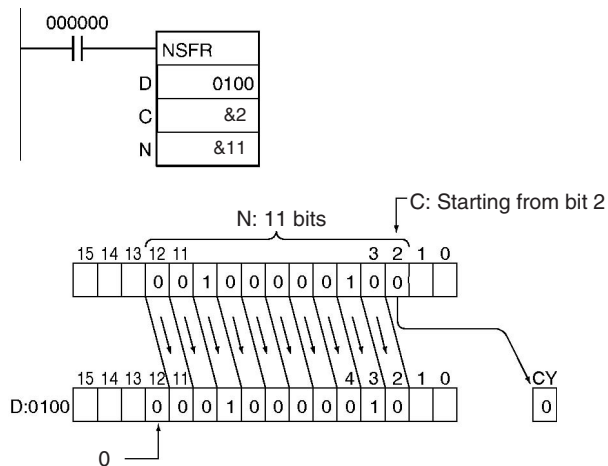 000000
NSFR
D 0100
C &2
N &11
C: Starting from bit 2
N: 11 bits
15 14 13 12 11 3 2 1 0
0 0 1 0 0 0 0 0 1 0 0
15 14 13 12 11 4 3 2 1 0 CY
D:0100 0 0 0 1 0 0 0 0 0 1 0 0
0